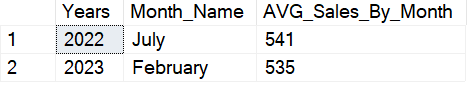 Years Month_Name AVG_Sales_By_Month
1 2022 July 541
2 2023 February 535